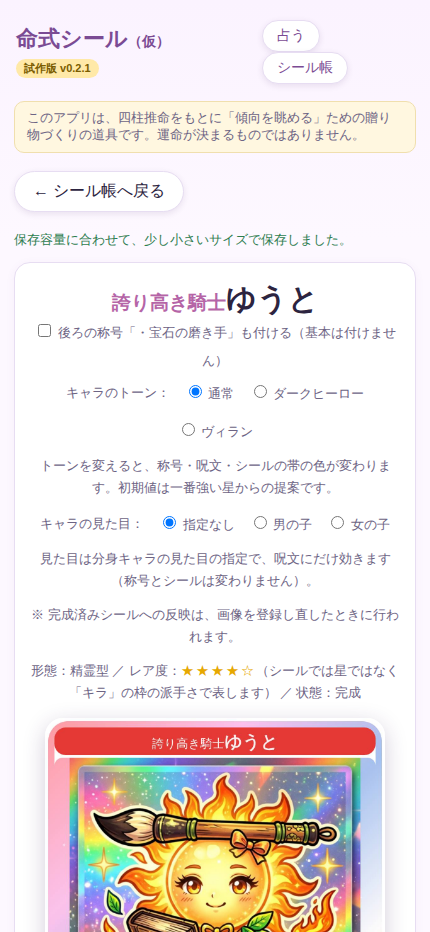 命式シール（仮）
試作版 v0.2.1
占う
シール帳
このアプリは、四柱推命をもとに「傾向を眺める」ための贈り
物づくりの道具です。運命が決まるものではありません。
← シール帳へ戻る
保存容量に合わせて、少し小さいサイズで保存しました。
誇り高き騎士ゆうと
後ろの称号「・宝石の磨き手」も付ける（基本は付けませ
ん）
キャラのトーン： 通常 ダークヒーロー
ヴィラン
トーンを変えると、称号・呪文・シールの帯の色が変わりま
す。初期値は一番強い星からの提案です。
キャラの見た目： 指定なし 男の子 女の子
見た目は分身キャラの見た目の指定で、呪文にだけ効きます
（称号とシールは変わりません）。
※ 完成済みシールへの反映は、画像を登録し直したときに行わ
れます。
形態：精霊型 ／ レア度：★★★★☆（シールでは星ではなく
「キラ」の枠の派手さで表します） ／ 状態：完成
誇り高き騎士ゆうと